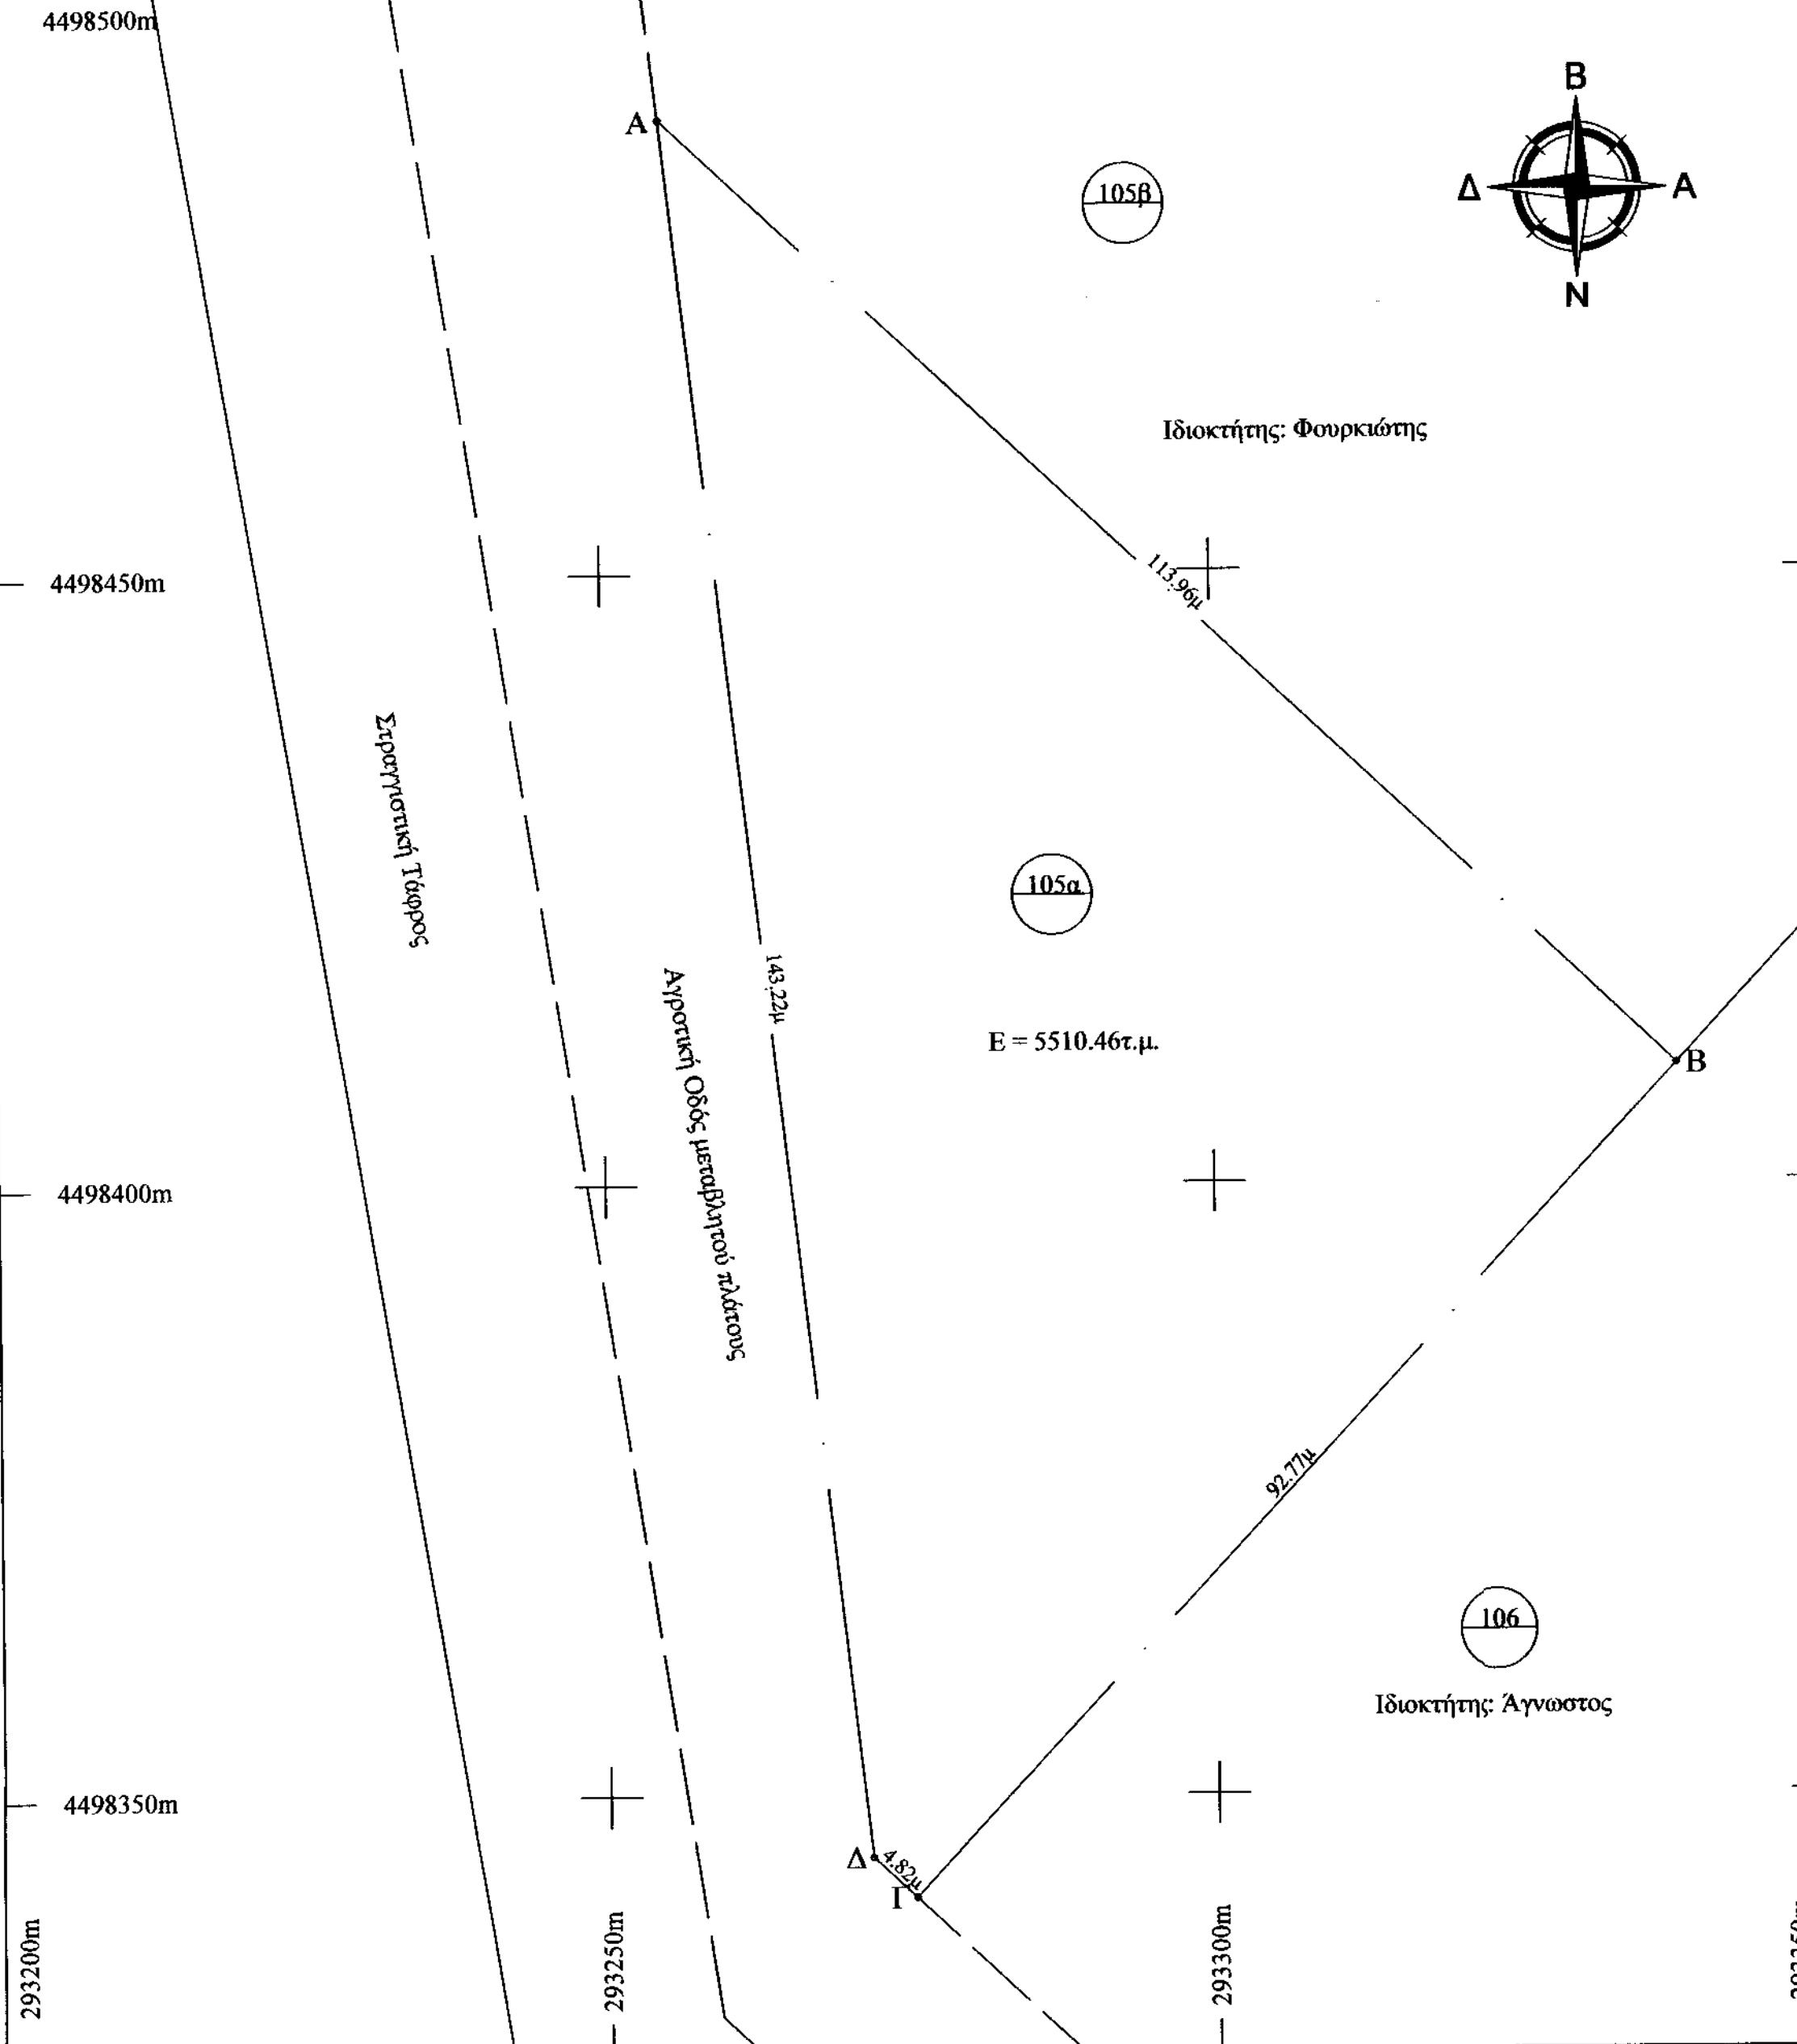 4498500m
B
Δ
A
N
A
105β
Ιδιοκτήτης: Φουρκιώτης
4498450m
113.96μ
Στραγγιστική Τάφρος
105α
143.22μ
Αγροτική Οδός μεταβλητού πλάτους
E = 5510.46τ.μ.
B
4498400m
92.77μ
106
Ιδιοκτήτης: Άγνωστος
4498350m
Δ
4.82μ
Γ
293200m
293250m
293300m